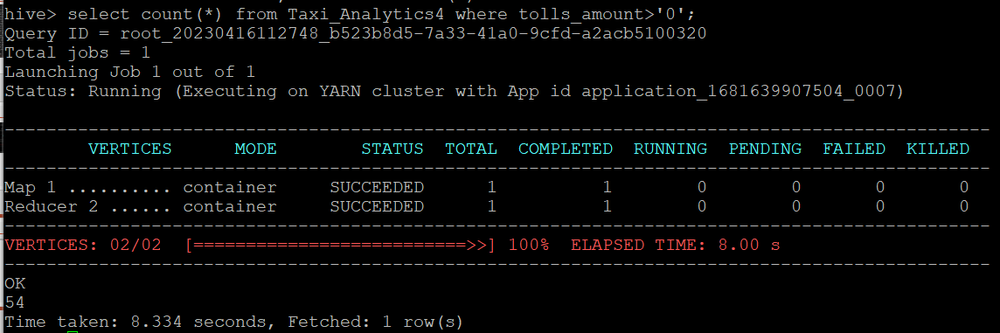 hive> select count(*) from Taxi_Analytics4 where tolls_amount>'0';
Query ID = root_20230416112748_b523b8d5-7a33-41a0-9cfd-a2acb5100320
Total jobs = 1
Launching Job 1 out of 1
Status: Running (Executing on YARN cluster with App id application_1681639907504_0007)
----------------------------------------------------------------------------------------------
VERTICES MODE STATUS TOTAL COMPLETED RUNNING PENDING FAILED KILLED
----------------------------------------------------------------------------------------------
Map 1 .......... container SUCCEEDED 1 1 0 0 0 0
Reducer 2 ...... container SUCCEEDED 1 1 0 0 0 0
----------------------------------------------------------------------------------------------
VERTICES: 02/02 [==========================>>] 100% ELAPSED TIME: 8.00 s
----------------------------------------------------------------------------------------------
OK
54
Time taken: 8.334 seconds, Fetched: 1 row(s)